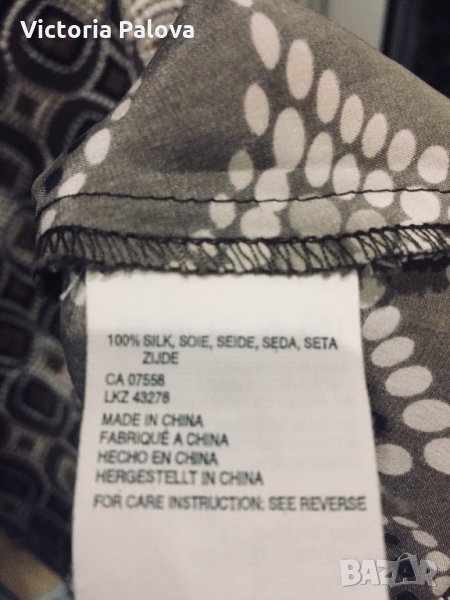 Victoria Palova
100% SILK, SOIE, SEIDE, SEDA, SETA
ZIJDE
CA 07558
LKZ 43278
MADE IN CHINA
FABRIQUÉ A CHINA
HECHO EN CHINA
HERGESTELLT IN CHINA
FOR CARE INSTRUCTION: SEE REVERSE
BAZAR